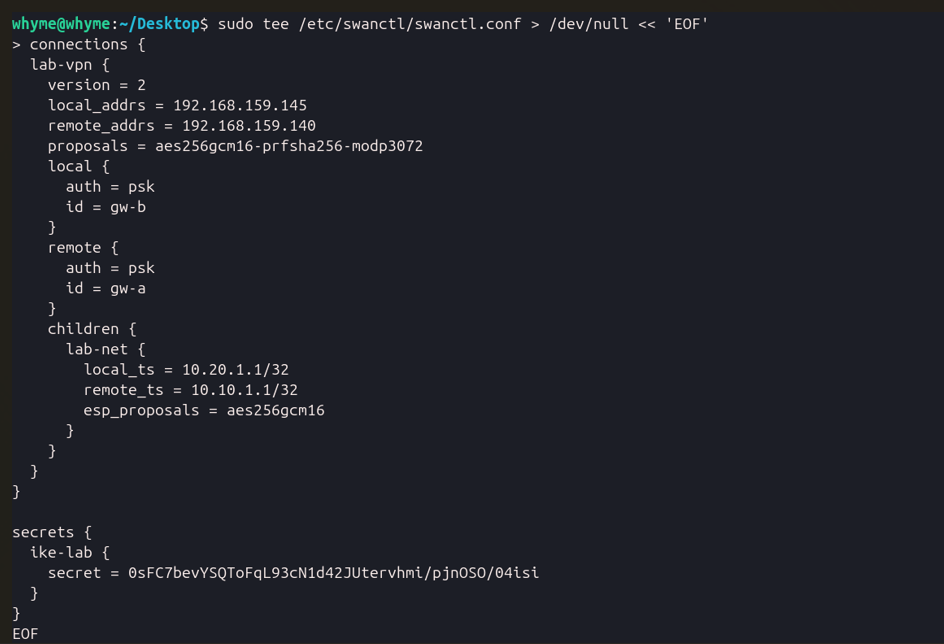 whyme@whyme:~/Desktop$ sudo tee /etc/swanctl/swanctl.conf > /dev/null << 'EOF'
> connections {
  lab-vpn {
    version = 2
    local_addrs = 192.168.159.145
    remote_addrs = 192.168.159.140
    proposals = aes256gcm16-prfsha256-modp3072
    local {
      auth = psk
      id = gw-b
    }
    remote {
      auth = psk
      id = gw-a
    }
    children {
      lab-net {
        local_ts = 10.20.1.1/32
        remote_ts = 10.10.1.1/32
        esp_proposals = aes256gcm16
      }
    }
  }
}

secrets {
  ike-lab {
    secret = 0sFC7bevYSQToFqL93cN1d42JUtervhmi/pjnOSO/04isi
  }
}
EOF